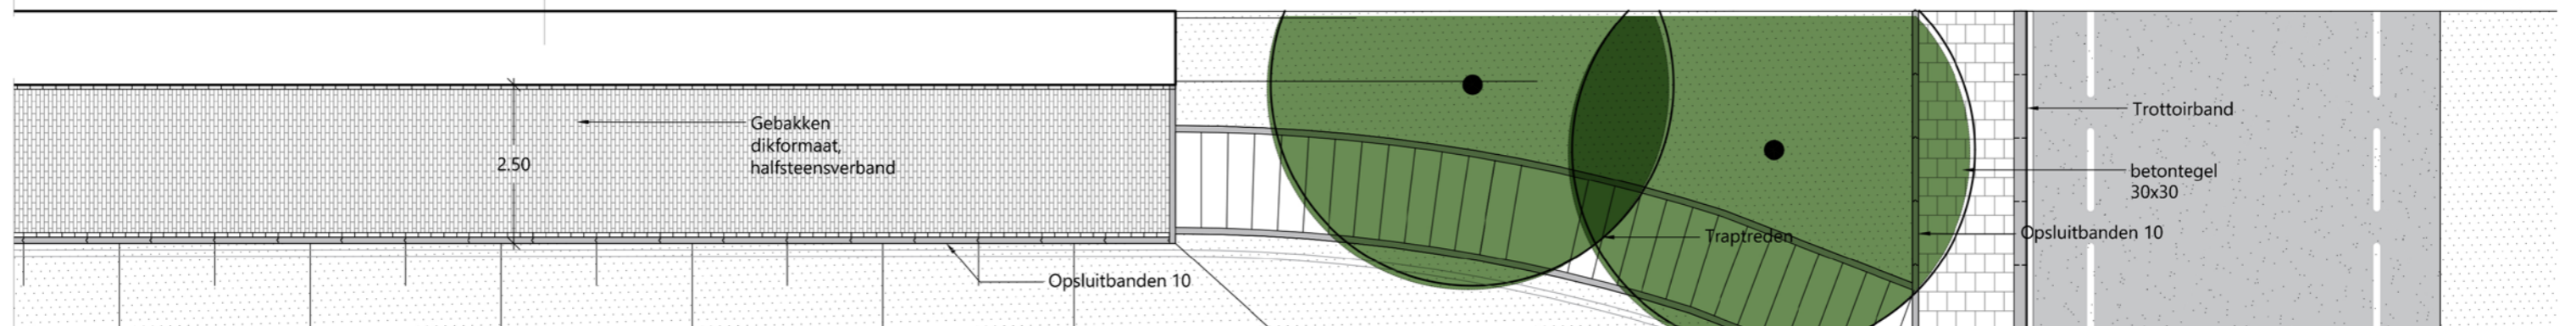 Gebakken
dikformaat,
halfsteensverband
2.50
Opsluitbanden 10
Traptreden
Trottoirband
betontegel
30x30
Opsluitbanden 10